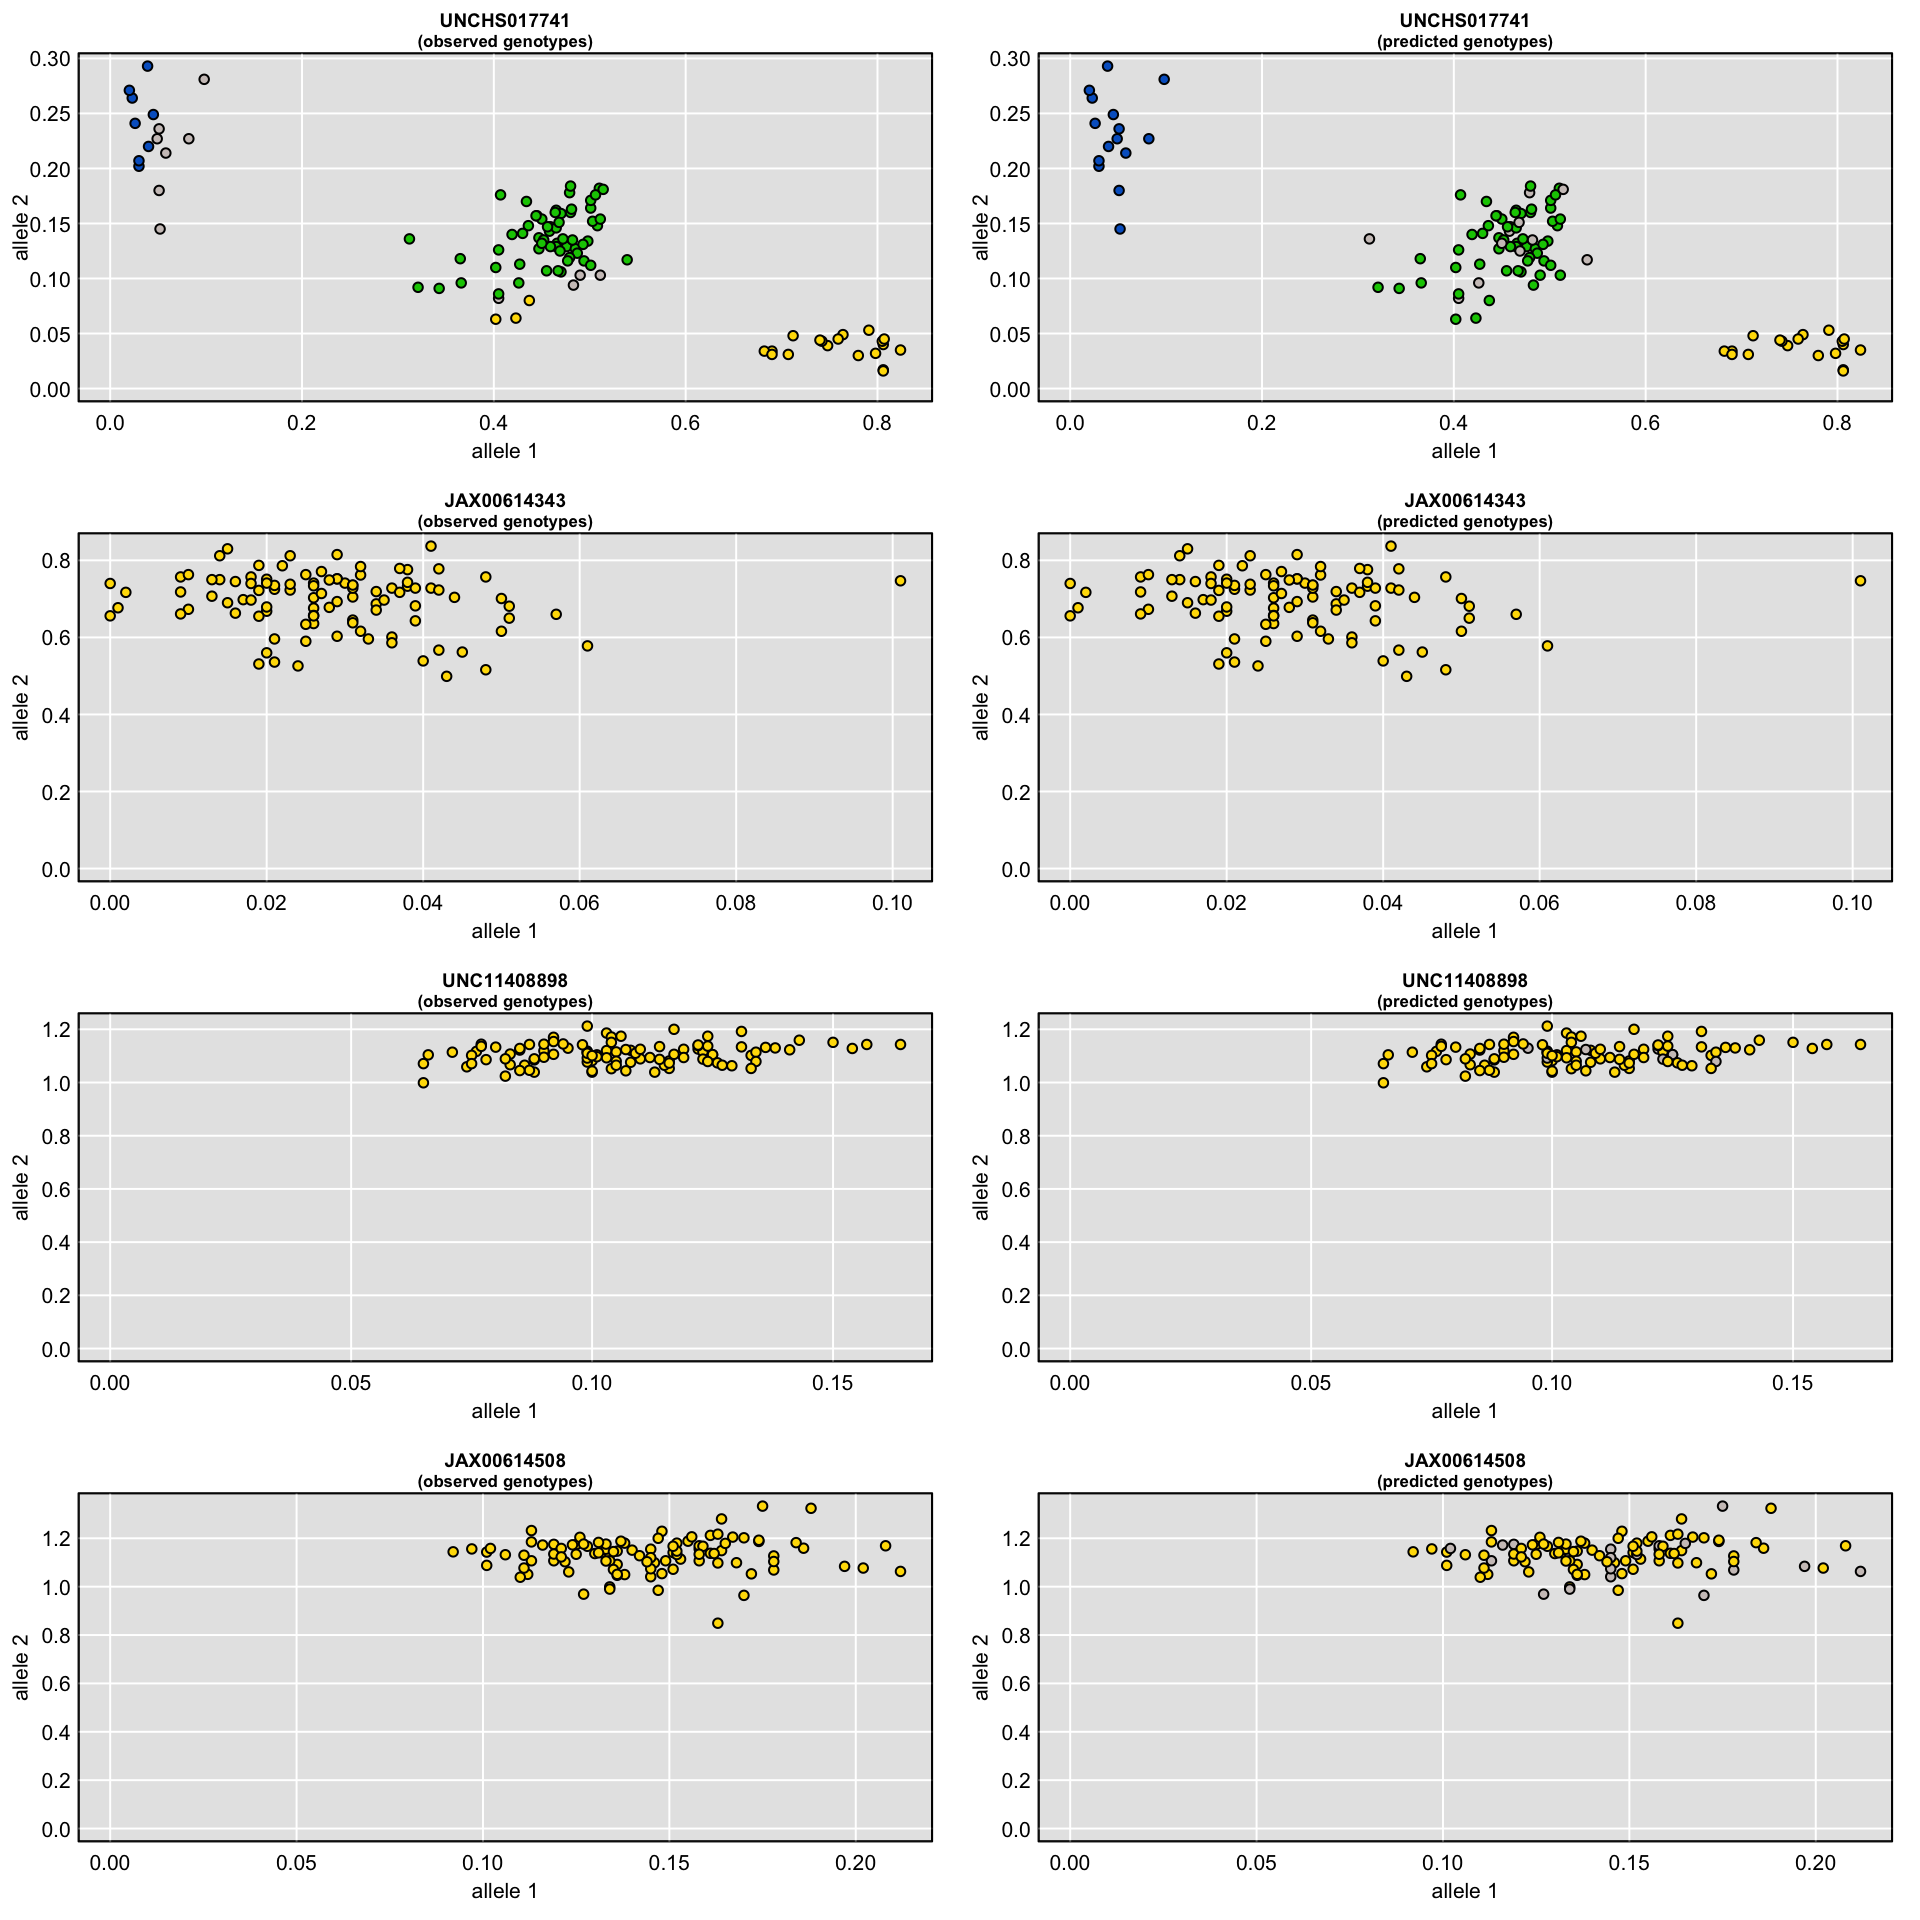 UNCHS017741
(observed genotypes)
0.30
0.25
0.20
0.15
0.10
0.05
0.00
allele 2
0.0 0.2 0.4 0.6 0.8
allele 1
UNCHS017741
(predicted genotypes)
0.30
0.25
0.20
0.15
0.10
0.05
0.00
allele 2
0.0 0.2 0.4 0.6 0.8
allele 1
JAX00614343
(observed genotypes)
0.8
0.6
0.4
0.2
0.0
allele 2
0.00 0.02 0.04 0.06 0.08 0.10
allele 1
JAX00614343
(predicted genotypes)
0.8
0.6
0.4
0.2
0.0
allele 2
0.00 0.02 0.04 0.06 0.08 0.10
allele 1
UNC11408898
(observed genotypes)
1.2
1.0
0.8
0.6
0.4
0.2
0.0
allele 2
0.00 0.05 0.10 0.15
allele 1
UNC11408898
(predicted genotypes)
1.2
1.0
0.8
0.6
0.4
0.2
0.0
allele 2
0.00 0.05 0.10 0.15
allele 1
JAX00614508
(observed genotypes)
1.2
1.0
0.8
0.6
0.4
0.2
0.0
allele 2
0.00 0.05 0.10 0.15 0.20
allele 1
JAX00614508
(predicted genotypes)
1.2
1.0
0.8
0.6
0.4
0.2
0.0
allele 2
0.00 0.05 0.10 0.15 0.20
allele 1